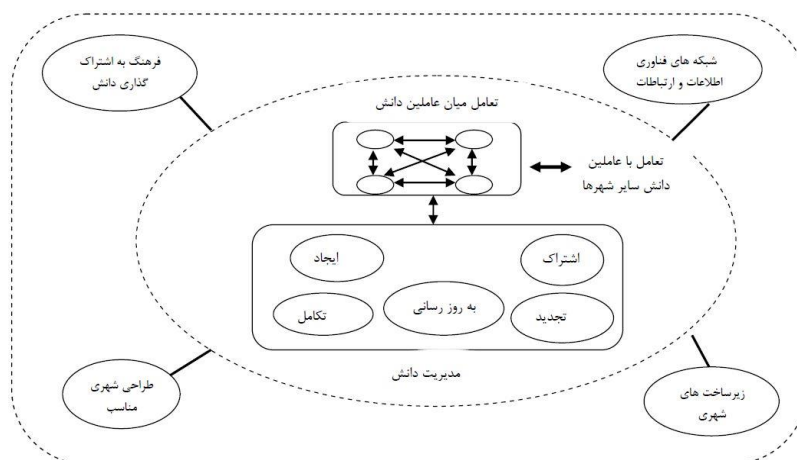 شبکه های فناوری
اطلاعات و ارتباطات
فرهنگ به اشتراک
گذاری دانش
تعامل میان عاملین دانش
تعامل با عاملین
دانش سایر شهرها
اشتراک
ایجاد
تجدید
به روز رسانی
تکامل
مدیریت دانش
زیرساخت های
شهری
طراحی شهری
مناسب